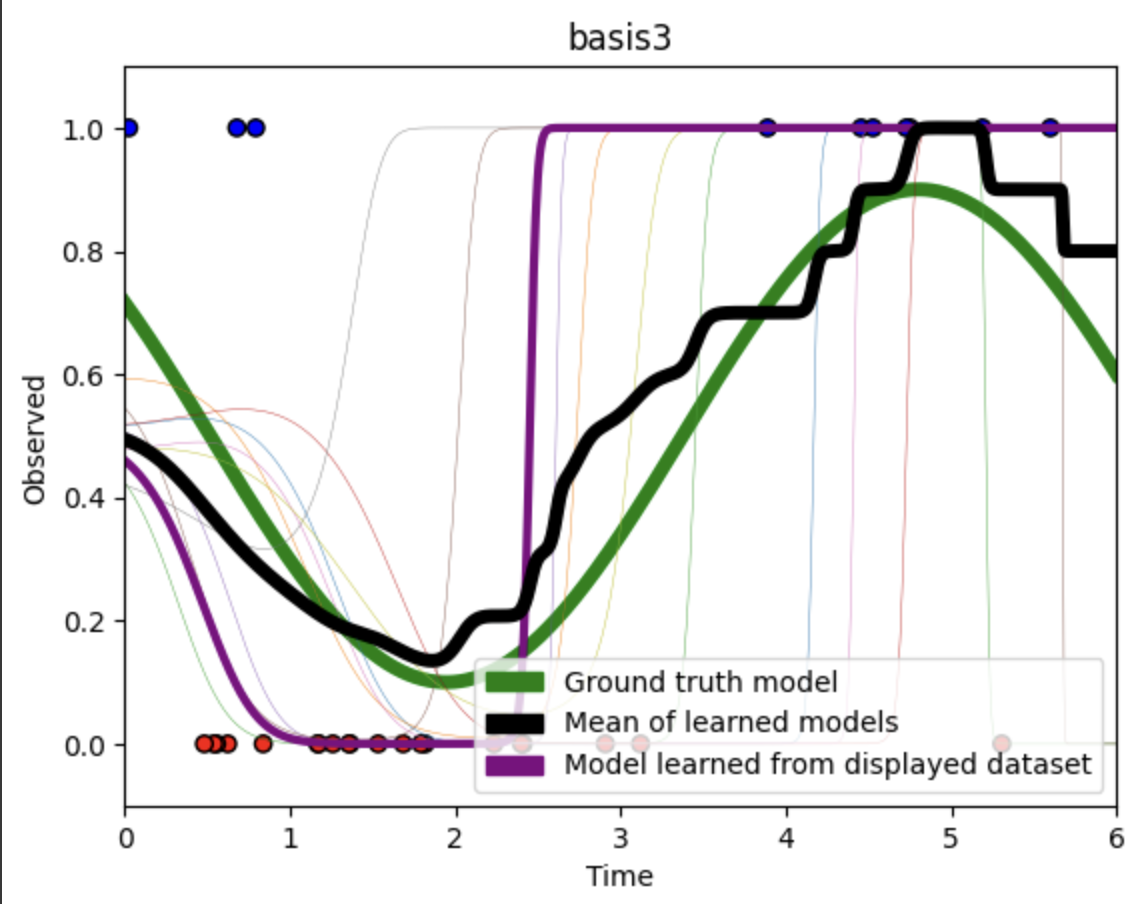 basis3
Observed
1.0
0.8
0.6
0.4
0.2
0.0
Ground truth model
Mean of learned models
Model learned from displayed dataset
0 1 2 3 4 5 6
Time